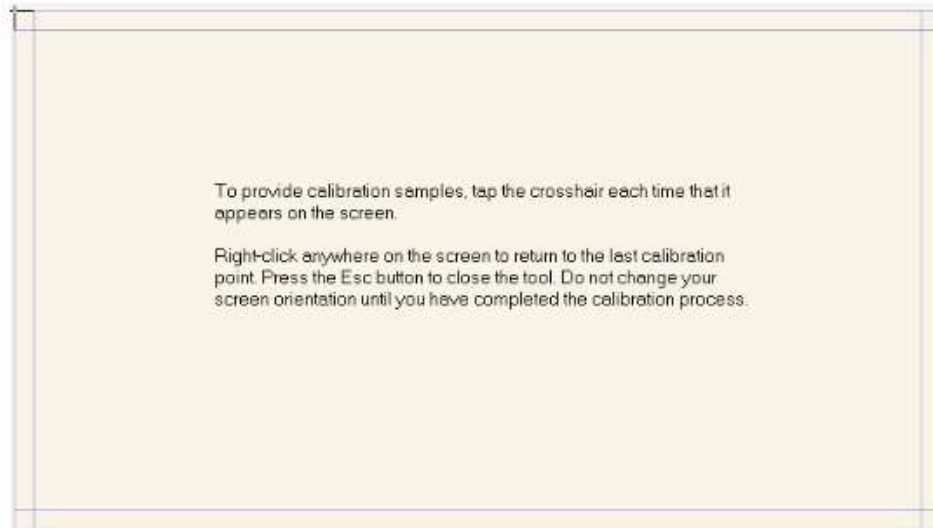 To provide calibration samples, tap the crosshair each time that it
appears on the screen.
Right-click anywhere on the screen to return to the last calibration
point. Press the Esc button to close the tool. Do not change your
screen orientation until you have completed the calibration process.